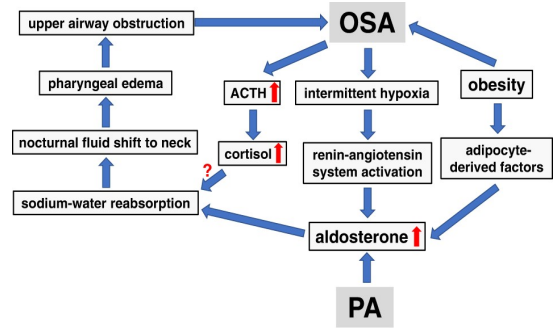 upper airway obstruction
OSA
pharyngeal edema
ACTH
intermittent hypoxia
obesity
nocturnal fluid shift to neck
cortisol
renin-angiotensin
system activation
adipocyte-
derived factors
?
sodium-water reabsorption
aldosterone
PA